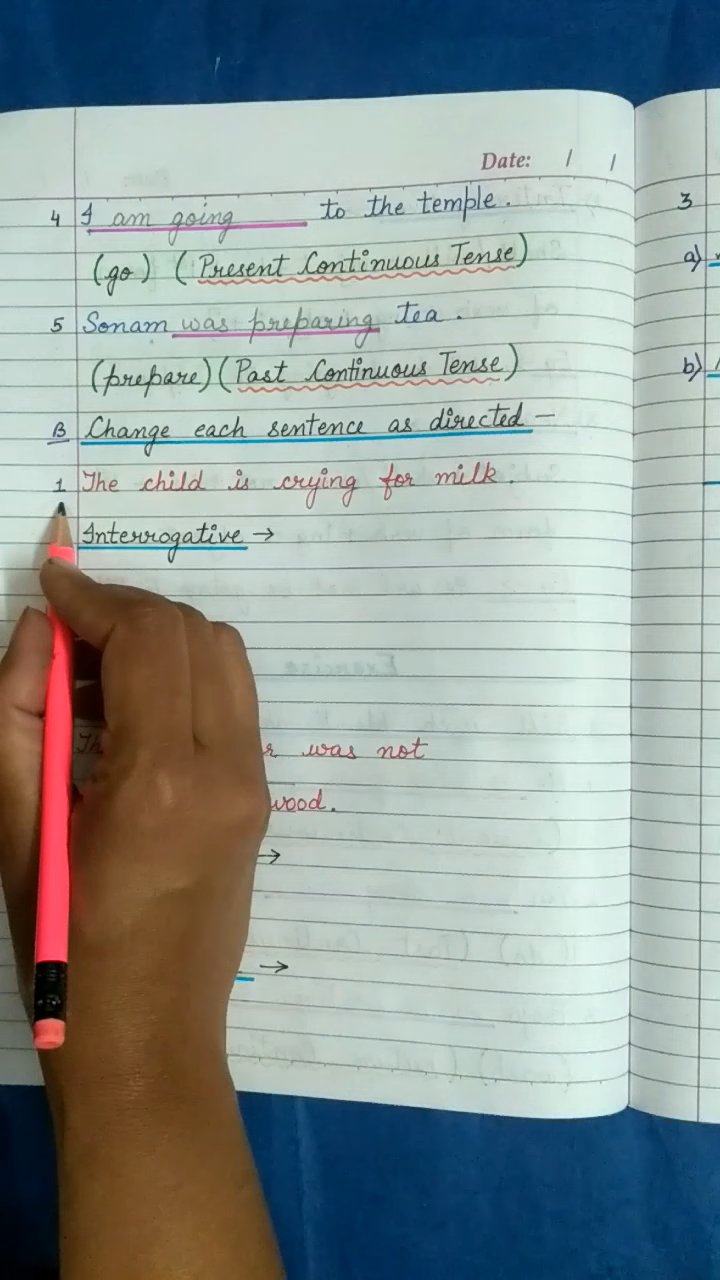 Date: / /
4 I am going to the temple.
(go) (Present Continuous Tense)
5 Sonam was preparing tea.
(prepare) (Past Continuous Tense)
B Change each sentence as directed –
1 The child is crying for milk.
Interrogative →
was not
wood.
→
→
3
a)
b)